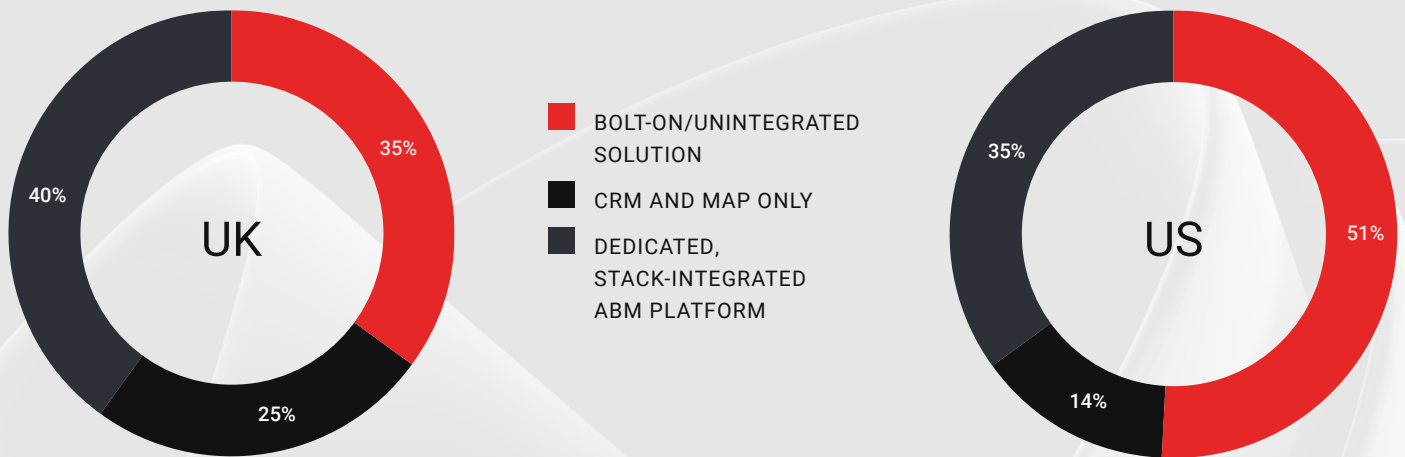 35%
40%
UK
25%
BOLT-ON/UNINTEGRATED
SOLUTION
CRM AND MAP ONLY
DEDICATED,
STACK-INTEGRATED
ABM PLATFORM
35%
51%
US
14%